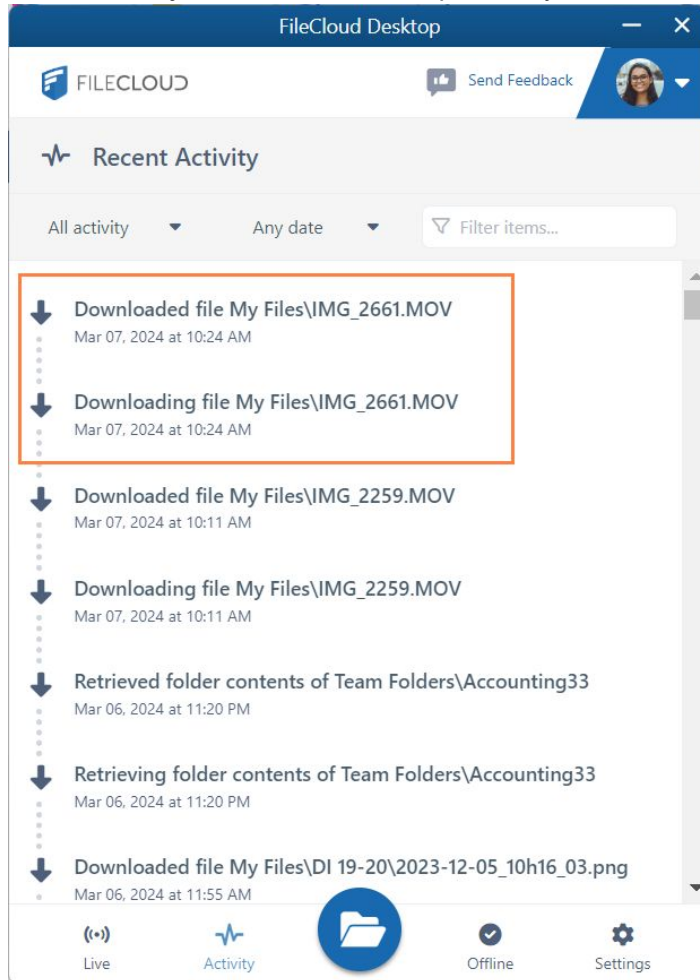 FileCloud Desktop
FILECLOUD
Send Feedback
Recent Activity
All activity Any date Filter items...
Downloaded file My Files\IMG_2661.MOV
Mar 07, 2024 at 10:24 AM
Downloading file My Files\IMG_2661.MOV
Mar 07, 2024 at 10:24 AM
Downloaded file My Files\IMG_2259.MOV
Mar 07, 2024 at 10:11 AM
Downloading file My Files\IMG_2259.MOV
Mar 07, 2024 at 10:11 AM
Retrieved folder contents of Team Folders\Accounting33
Mar 06, 2024 at 11:20 PM
Retrieving folder contents of Team Folders\Accounting33
Mar 06, 2024 at 11:20 PM
Downloaded file My Files\DI 19-20\2023-12-05_10h16_03.png
Mar 06, 2024 at 11:55 AM
Live Activity Offline Settings